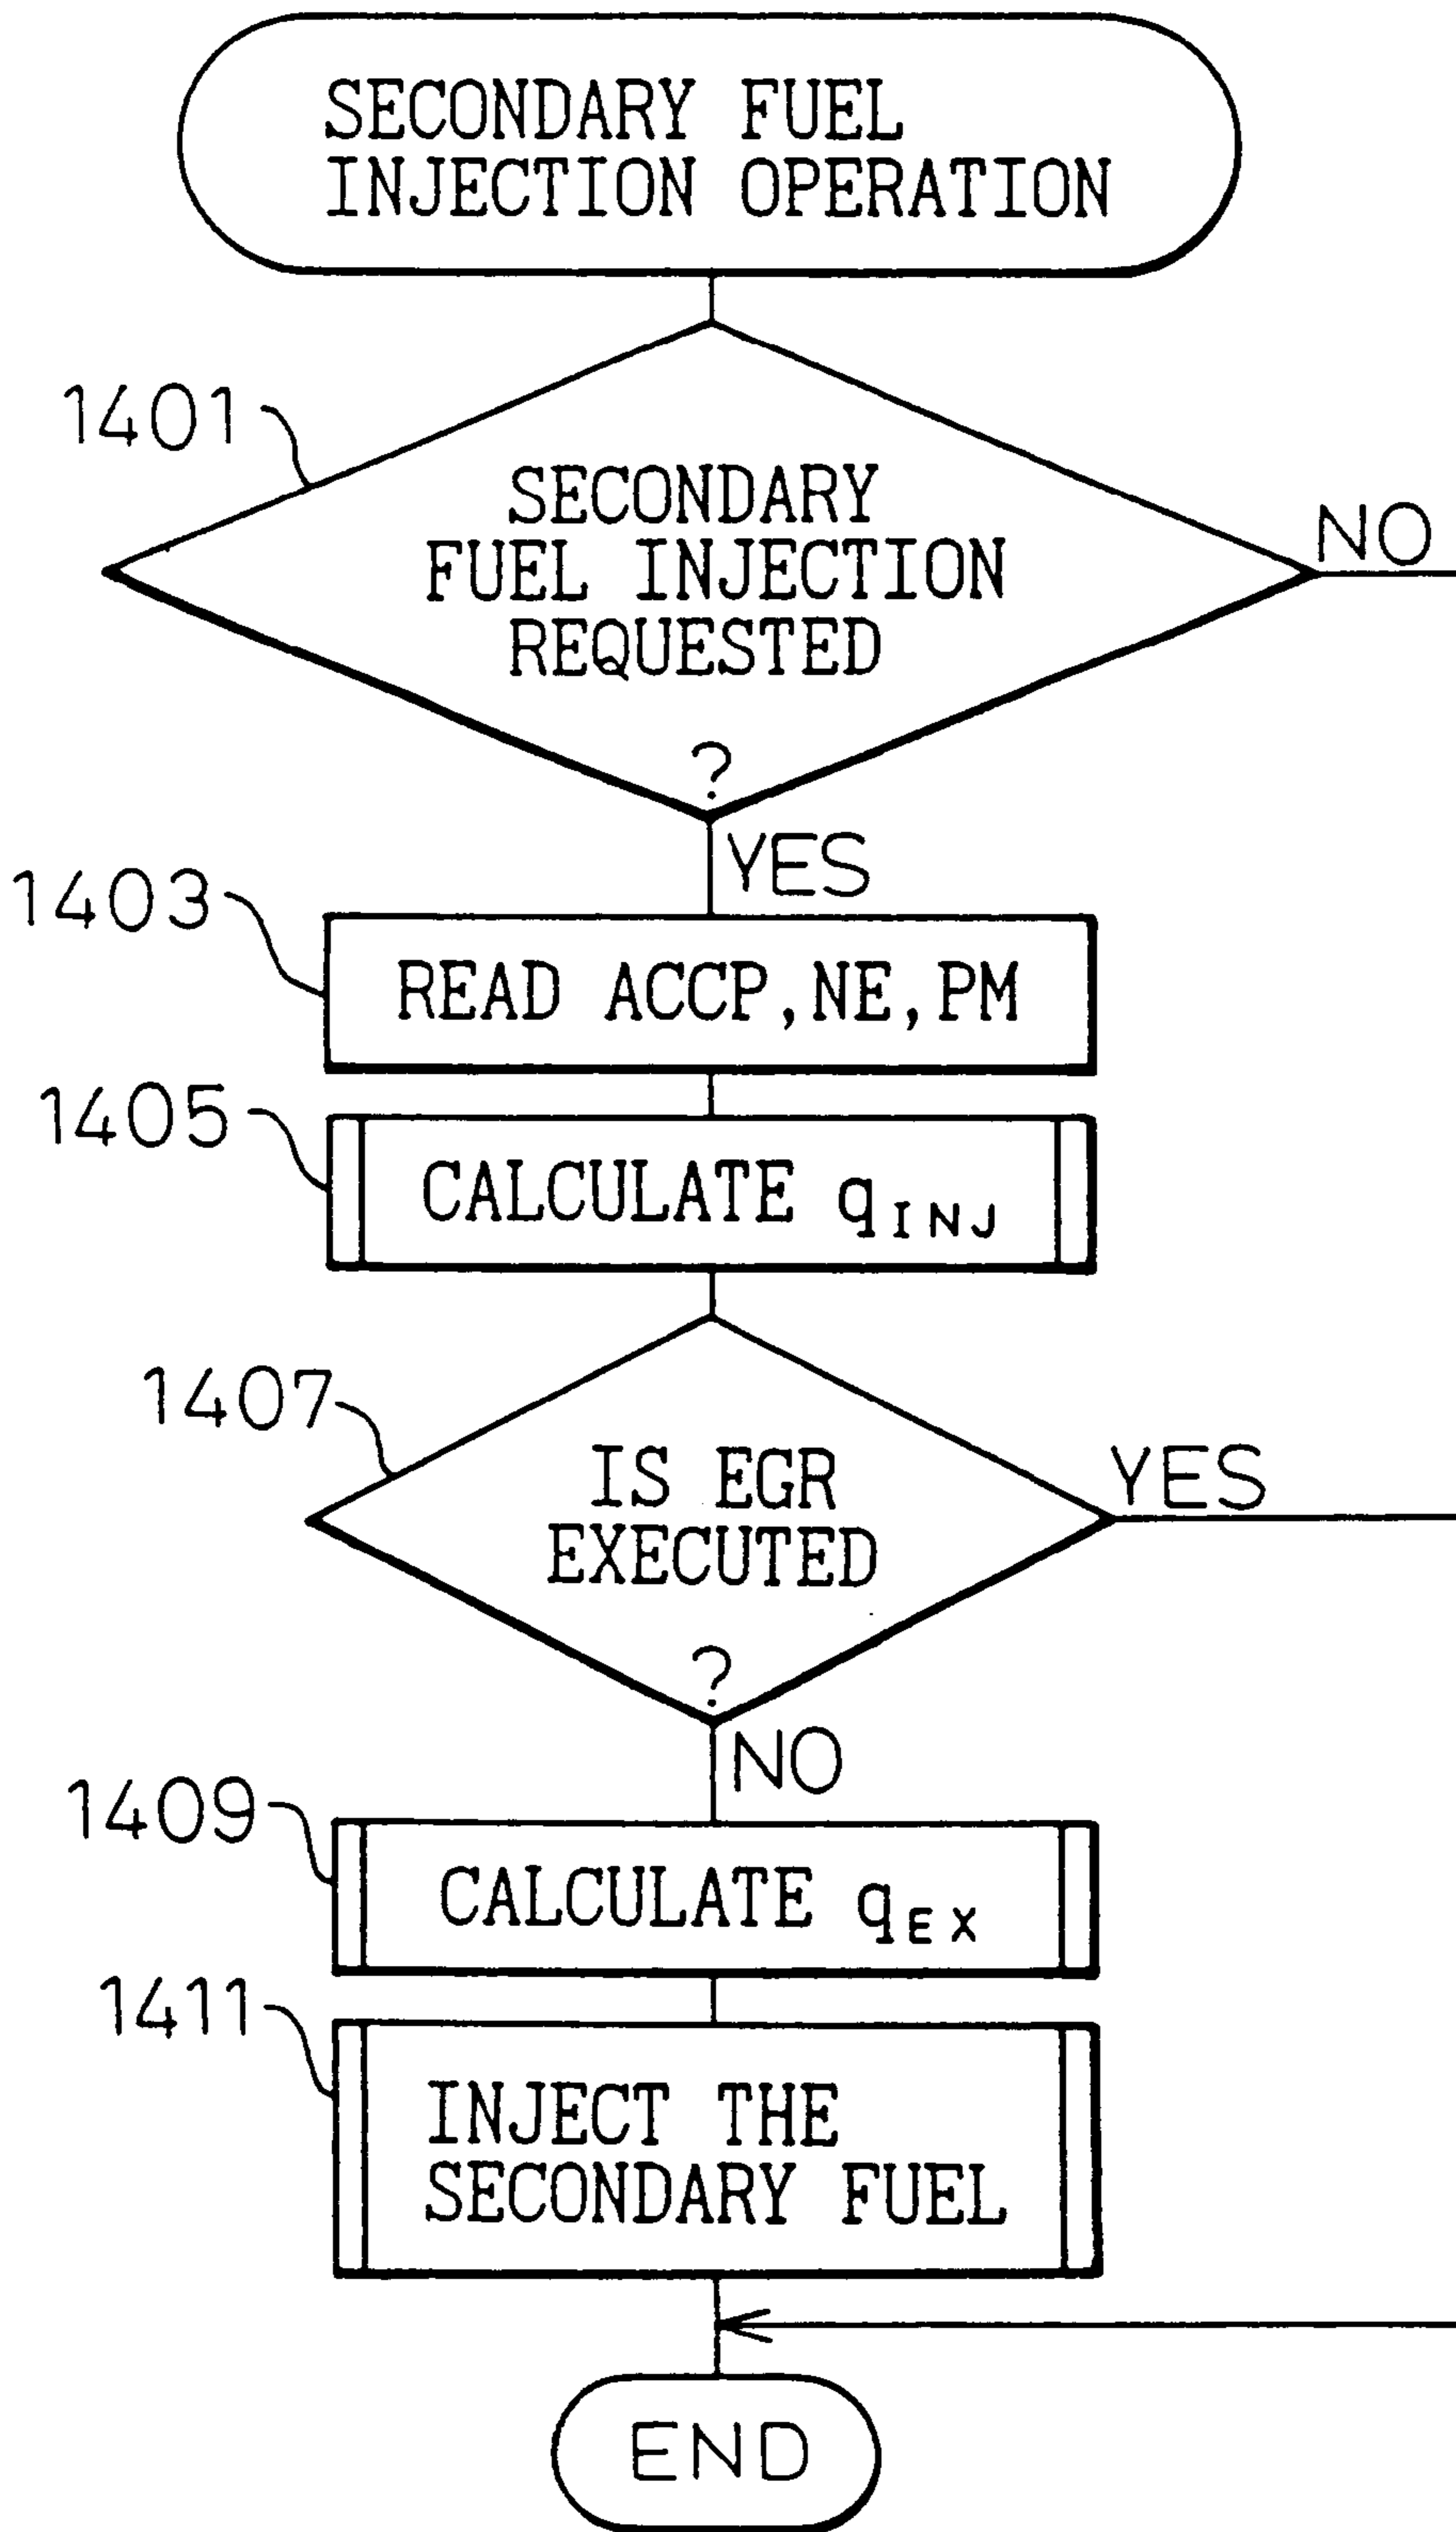 SECONDARY FUEL
INJECTION OPERATION
1401
SECONDARY
FUEL INJECTION
REQUESTED
?
NO
YES
1403
READ ACCP, NE, PM
1405
CALCULATE qINJ
1407
IS EGR
EXECUTED
?
YES
NO
1409
CALCULATE qEX
1411
INJECT THE
SECONDARY FUEL
END